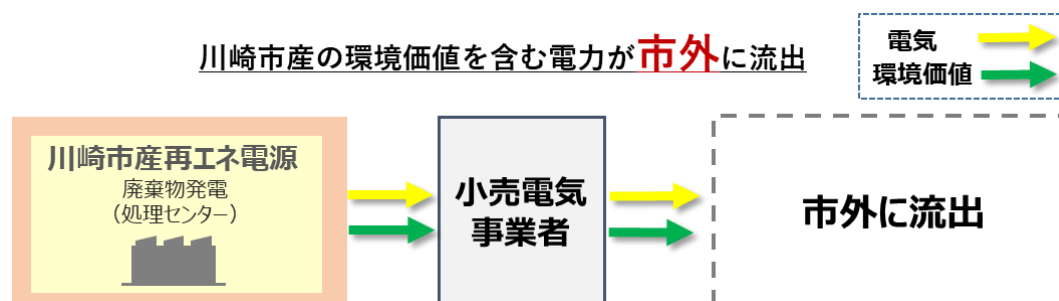 川崎市産の環境価値を含む電力が市外に流出
電気
環境価値
川崎市産再エネ電源
廃棄物発電
（処理センター）
小売電気
事業者
市外に流出